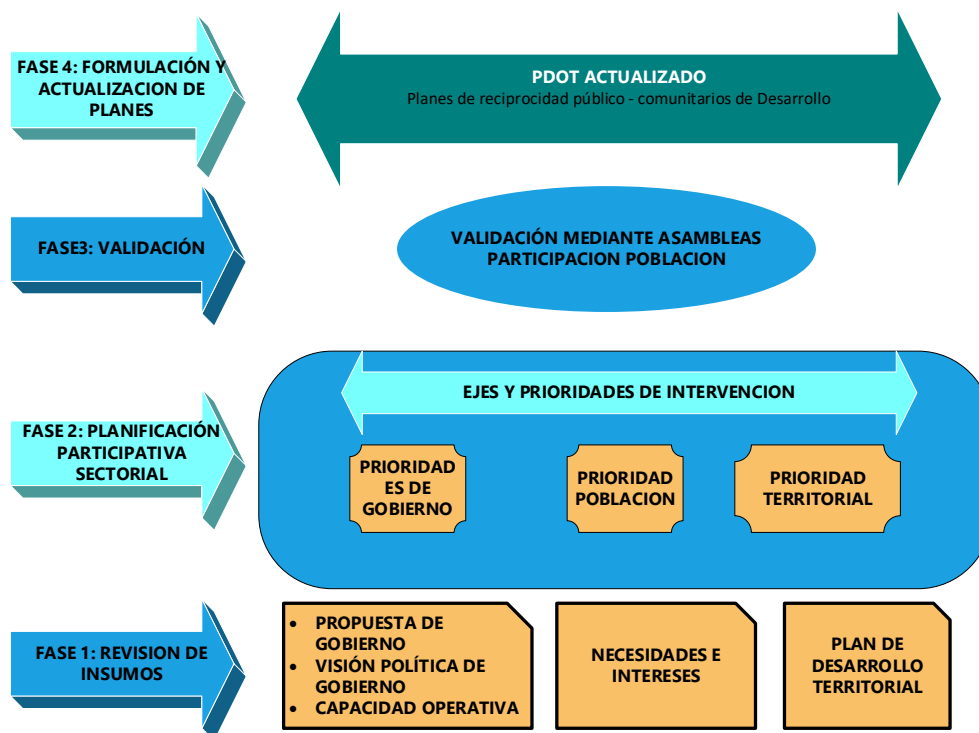 FASE 4: FORMULACIÓN Y
ACTUALIZACION DE
PLANES
PDOT ACTUALIZADO
Planes de reciprocidad público - comunitarios de Desarrollo
FASE3: VALIDACIÓN
VALIDACIÓN MEDIANTE ASAMBLEAS
PARTICIPACION POBLACION
FASE 2: PLANIFICACIÓN
PARTICIPATIVA
SECTORIAL
EJES Y PRIORIDADES DE INTERVENCION
PRIORIDAD
ES DE
GOBIERNO
PRIORIDAD
POBLACION
PRIORIDAD
TERRITORIAL
FASE 1: REVISION DE
INSUMOS
• PROPUESTA DE
GOBIERNO
• VISIÓN POLÍTICA DE
GOBIERNO
• CAPACIDAD OPERATIVA
NECESIDADES E
INTERESES
PLAN DE
DESARROLLO
TERRITORIAL